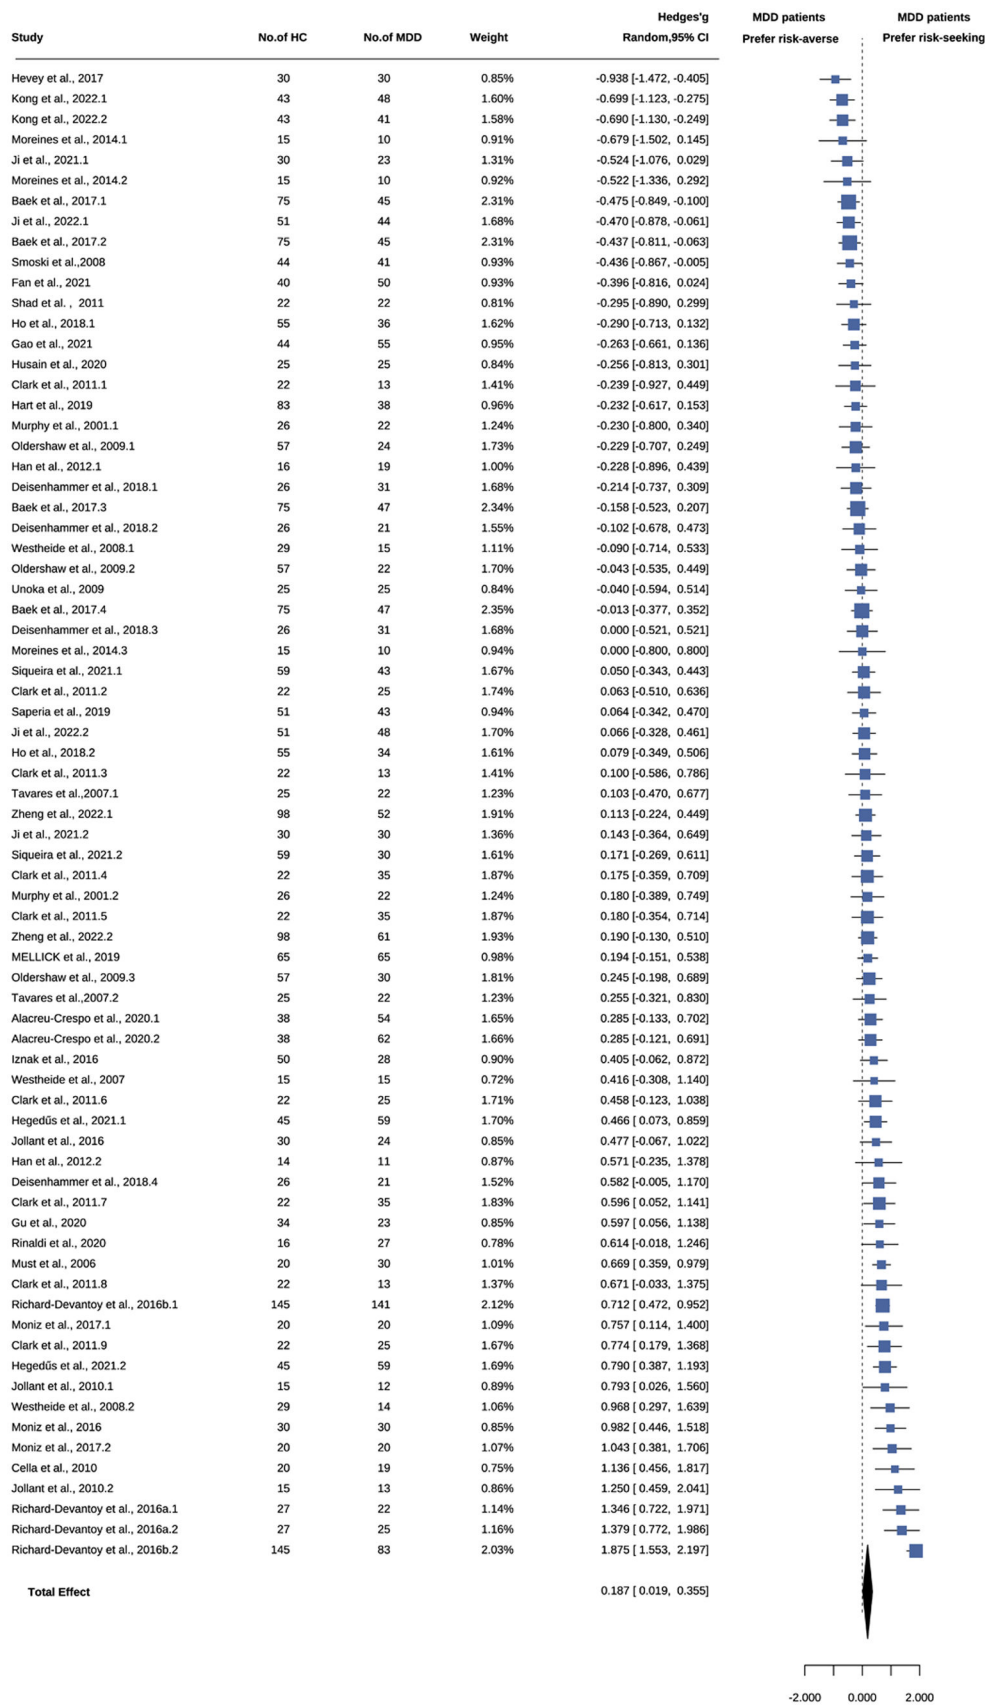 Hedges'g MDD patients MDD patients
Study No.of HC No.of MDD Weight Random,95% CI Prefer risk-averse Prefer risk-seeking
Hevey et al., 2017 30 30 0.85% -0.938 [-1.472, -0.405]
Kong et al., 2022.1 43 48 1.60% -0.699 [-1.123, -0.275]
Kong et al., 2022.2 43 41 1.58% -0.690 [-1.130, -0.249]
Moreines et al., 2014.1 15 10 0.91% -0.679 [-1.502, 0.145]
Ji et al., 2021.1 30 23 1.31% -0.524 [-1.076, 0.029]
Moreines et al., 2014.2 15 10 0.92% -0.522 [-1.336, 0.292]
Baek et al., 2017.1 75 45 2.31% -0.475 [-0.849, -0.100]
Ji et al., 2022.1 51 44 1.68% -0.470 [-0.878, -0.061]
Baek et al., 2017.2 75 45 2.31% -0.437 [-0.811, -0.063]
Smoski et al.,2008 44 41 0.93% -0.436 [-0.867, -0.005]
Fan et al., 2021 40 50 0.93% -0.396 [-0.816, 0.024]
Shad et al. , 2011 22 22 0.81% -0.295 [-0.890, 0.299]
Ho et al., 2018.1 55 36 1.62% -0.290 [-0.713, 0.132]
Gao et al., 2021 44 55 0.95% -0.263 [-0.661, 0.136]
Husain et al., 2020 25 25 0.84% -0.256 [-0.813, 0.301]
Clark et al., 2011.1 22 13 1.41% -0.239 [-0.927, 0.449]
Hart et al., 2019 83 38 0.96% -0.232 [-0.617, 0.153]
Murphy et al., 2001.1 26 22 1.24% -0.230 [-0.800, 0.340]
Oldershaw et al., 2009.1 57 24 1.73% -0.229 [-0.707, 0.249]
Han et al., 2012.1 16 19 1.00% -0.228 [-0.896, 0.439]
Deisenhammer et al., 2018.1 26 31 1.68% -0.214 [-0.737, 0.309]
Baek et al., 2017.3 75 47 2.34% -0.158 [-0.523, 0.207]
Deisenhammer et al., 2018.2 26 21 1.55% -0.102 [-0.678, 0.473]
Westheide et al., 2008.1 29 15 1.11% -0.090 [-0.714, 0.533]
Oldershaw et al., 2009.2 57 22 1.70% -0.043 [-0.535, 0.449]
Unoka et al., 2009 25 25 0.84% -0.040 [-0.594, 0.514]
Baek et al., 2017.4 75 47 2.35% -0.013 [-0.377, 0.352]
Deisenhammer et al., 2018.3 26 31 1.68% 0.000 [-0.521, 0.521]
Moreines et al., 2014.3 15 10 0.94% 0.000 [-0.800, 0.800]
Siqueira et al., 2021.1 59 43 1.67% 0.050 [-0.343, 0.443]
Clark et al., 2011.2 22 25 1.74% 0.063 [-0.510, 0.636]
Saperia et al., 2019 51 43 0.94% 0.064 [-0.342, 0.470]
Ji et al., 2022.2 51 48 1.70% 0.066 [-0.328, 0.461]
Ho et al., 2018.2 55 34 1.61% 0.079 [-0.349, 0.506]
Clark et al., 2011.3 22 13 1.41% 0.100 [-0.586, 0.786]
Tavares et al.,2007.1 25 22 1.23% 0.103 [-0.470, 0.677]
Zheng et al., 2022.1 98 52 1.91% 0.113 [-0.224, 0.449]
Ji et al., 2021.2 30 30 1.36% 0.143 [-0.364, 0.649]
Siqueira et al., 2021.2 59 30 1.61% 0.171 [-0.269, 0.611]
Clark et al., 2011.4 22 35 1.87% 0.175 [-0.359, 0.709]
Murphy et al., 2001.2 26 22 1.24% 0.180 [-0.389, 0.749]
Clark et al., 2011.5 22 35 1.87% 0.180 [-0.354, 0.714]
Zheng et al., 2022.2 98 61 1.93% 0.190 [-0.130, 0.510]
MELLICK et al., 2019 65 65 0.98% 0.194 [-0.151, 0.538]
Oldershaw et al., 2009.3 57 30 1.81% 0.245 [-0.198, 0.689]
Tavares et al.,2007.2 25 22 1.23% 0.255 [-0.321, 0.830]
Alacreu-Crespo et al., 2020.1 38 54 1.65% 0.285 [-0.133, 0.702]
Alacreu-Crespo et al., 2020.2 38 62 1.66% 0.285 [-0.121, 0.691]
Iznak et al., 2016 50 28 0.90% 0.405 [-0.062, 0.872]
Westheide et al., 2007 15 15 0.72% 0.416 [-0.308, 1.140]
Clark et al., 2011.6 22 25 1.71% 0.458 [-0.123, 1.038]
Hegedűs et al., 2021.1 45 59 1.70% 0.466 [ 0.073, 0.859]
Jollant et al., 2016 30 24 0.85% 0.477 [-0.067, 1.022]
Han et al., 2012.2 14 11 0.87% 0.571 [-0.235, 1.378]
Deisenhammer et al., 2018.4 26 21 1.52% 0.582 [-0.005, 1.170]
Clark et al., 2011.7 22 35 1.83% 0.596 [ 0.052, 1.141]
Gu et al., 2020 34 23 0.85% 0.597 [ 0.056, 1.138]
Rinaldi et al., 2020 16 27 0.78% 0.614 [-0.018, 1.246]
Must et al., 2006 20 30 1.01% 0.669 [ 0.359, 0.979]
Clark et al., 2011.8 22 13 1.37% 0.671 [-0.033, 1.375]
Richard-Devantoy et al., 2016b.1 145 141 2.12% 0.712 [ 0.472, 0.952]
Moniz et al., 2017.1 20 20 1.09% 0.757 [ 0.114, 1.400]
Clark et al., 2011.9 22 25 1.67% 0.774 [ 0.179, 1.368]
Hegedűs et al., 2021.2 45 59 1.69% 0.790 [ 0.387, 1.193]
Jollant et al., 2010.1 15 12 0.89% 0.793 [ 0.026, 1.560]
Westheide et al., 2008.2 29 14 1.06% 0.968 [ 0.297, 1.639]
Moniz et al., 2016 30 30 0.85% 0.982 [ 0.446, 1.518]
Moniz et al., 2017.2 20 20 1.07% 1.043 [ 0.381, 1.706]
Cella et al., 2010 20 19 0.75% 1.136 [ 0.456, 1.817]
Jollant et al., 2010.2 15 13 0.86% 1.250 [ 0.459, 2.041]
Richard-Devantoy et al., 2016a.1 27 22 1.14% 1.346 [ 0.722, 1.971]
Richard-Devantoy et al., 2016a.2 27 25 1.16% 1.379 [ 0.772, 1.986]
Richard-Devantoy et al., 2016b.2 145 83 2.03% 1.875 [ 1.553, 2.197]
Total Effect 0.187 [ 0.019, 0.355]
-2.000 0.000 2.000